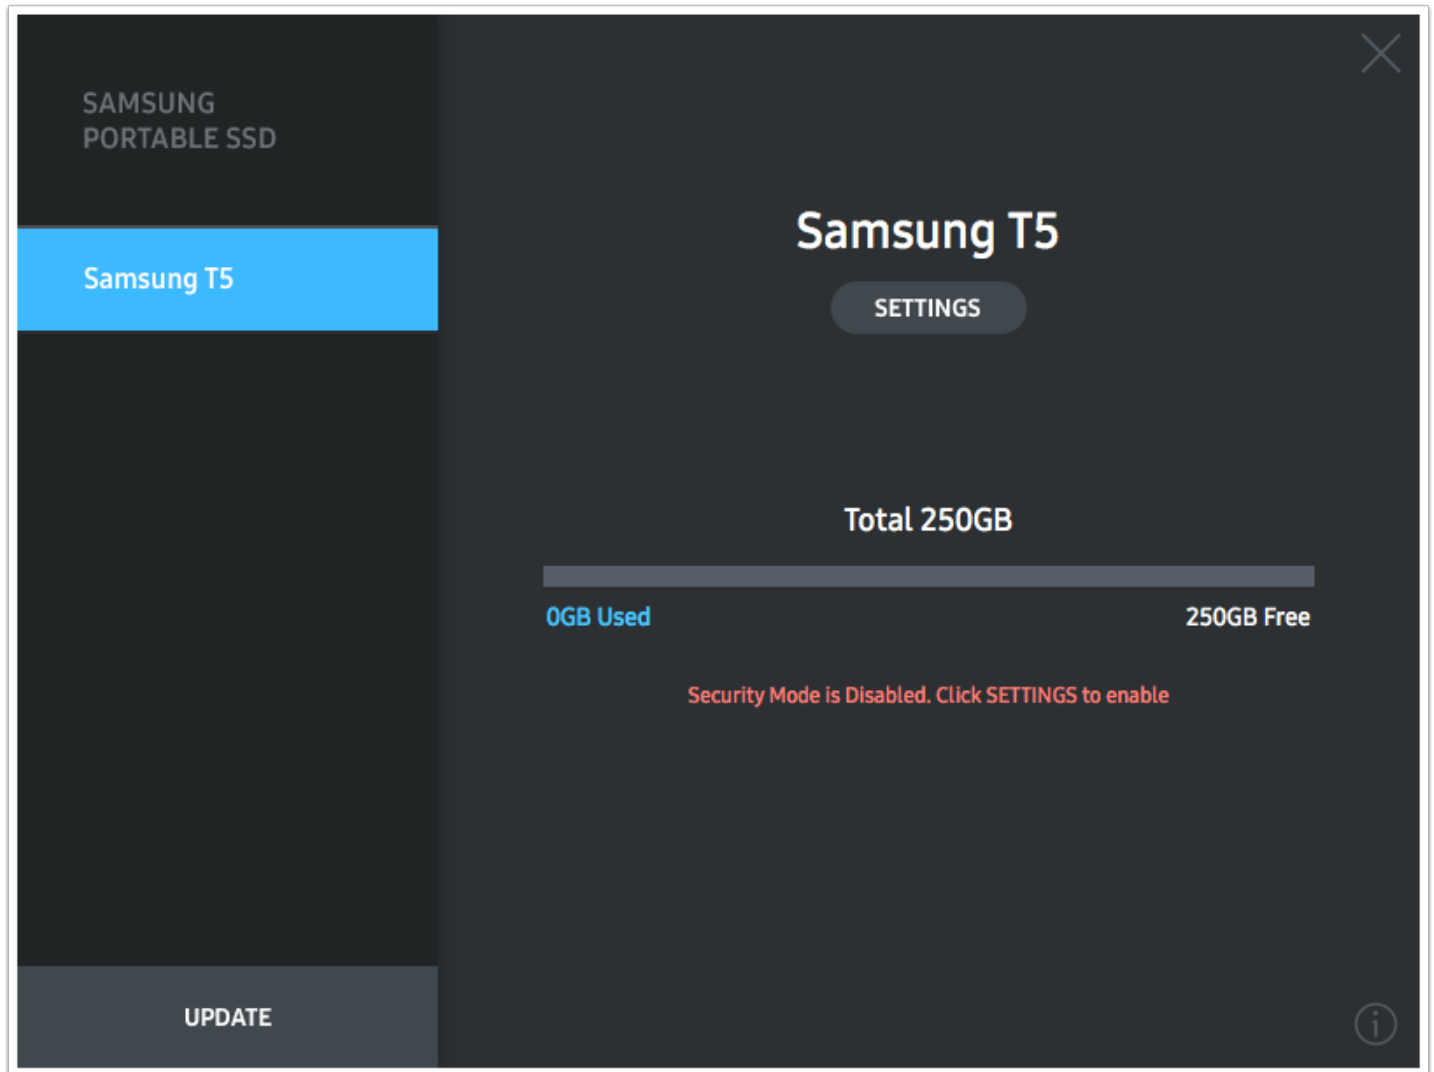 SAMSUNG
PORTABLE SSD
Samsung T5
Samsung T5
SETTINGS
Total 250GB
0GB Used
250GB Free
Security Mode is Disabled. Click SETTINGS to enable
UPDATE